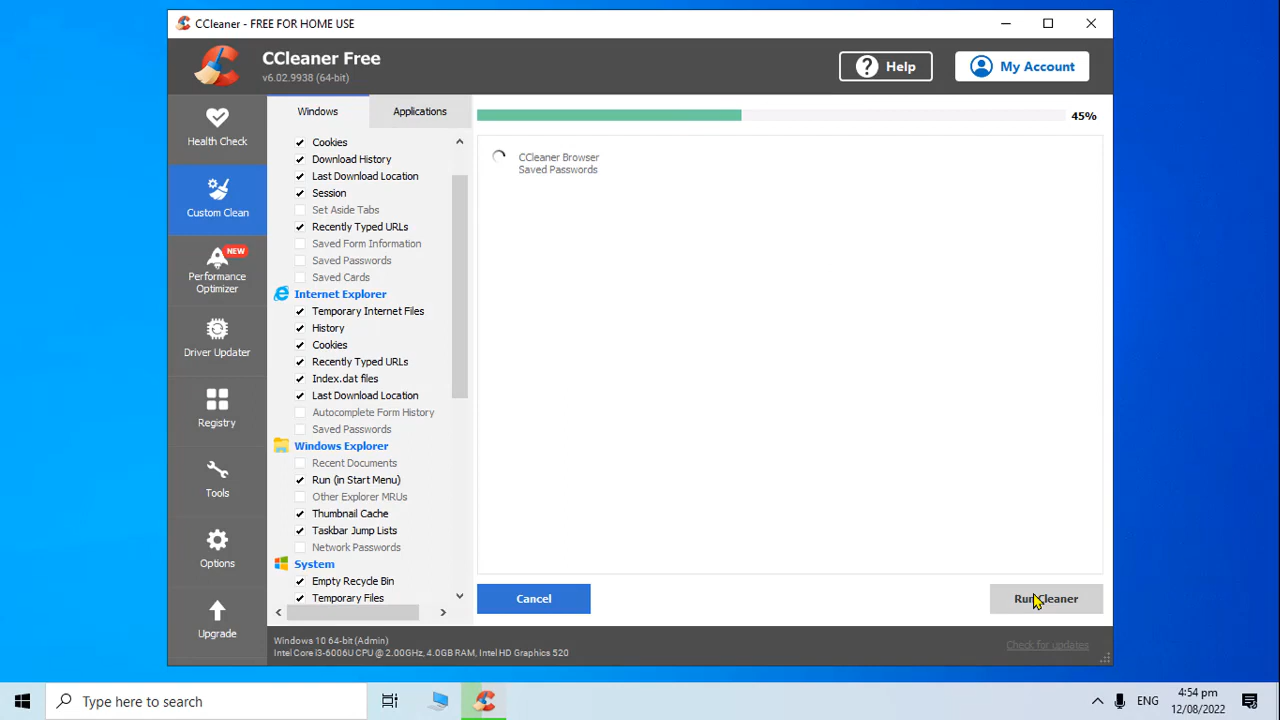 CCleaner - FREE FOR HOME USE
CCleaner Free
v6.02.9938 (64-bit)
? Help
My Account
Health Check
Custom Clean
NEW
Performance
Optimizer
Driver Updater
Registry
Tools
Options
Upgrade
Windows
Applications
Cookies
Download History
Last Download Location
Session
Set Aside Tabs
Recently Typed URLs
Saved Form Information
Saved Passwords
Saved Cards
Internet Explorer
Temporary Internet Files
History
Cookies
Recently Typed URLs
Index.dat files
Last Download Location
Autocomplete Form History
Saved Passwords
Windows Explorer
Recent Documents
Run (in Start Menu)
Other Explorer MRUs
Thumbnail Cache
Taskbar Jump Lists
Network Passwords
System
Empty Recycle Bin
Temporary Files
45%
CCleaner Browser
Saved Passwords
Cancel
Run Cleaner
Windows 10 64-bit (Admin)
Intel Core i3-6006U CPU @ 2.00GHz, 4.0GB RAM, Intel HD Graphics 520
Check for updates
Type here to search
ENG
4:54 pm
12/08/2022